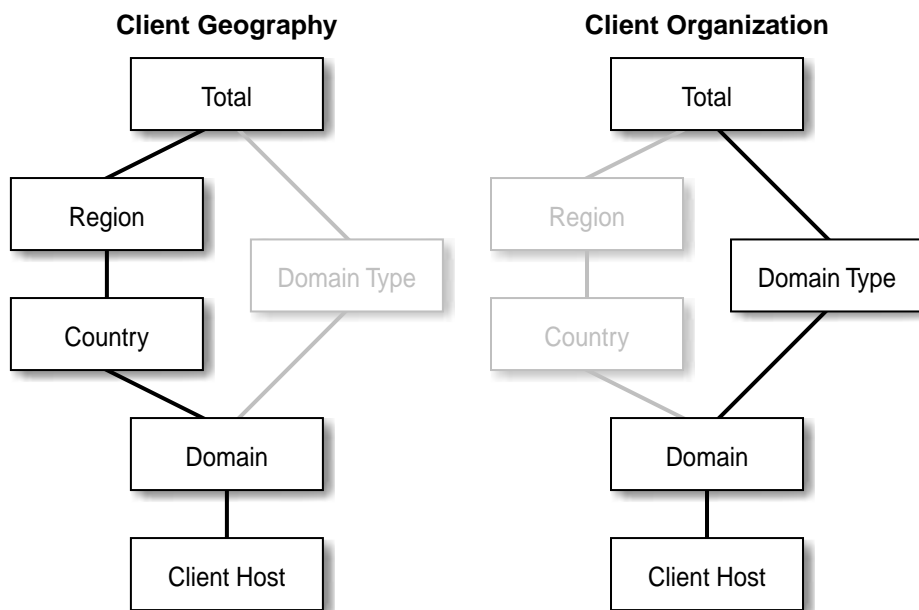 Client Geography
Total
Region
Domain Type
Country
Domain
Client Host
Client Organization
Total
Region
Domain Type
Country
Domain
Client Host